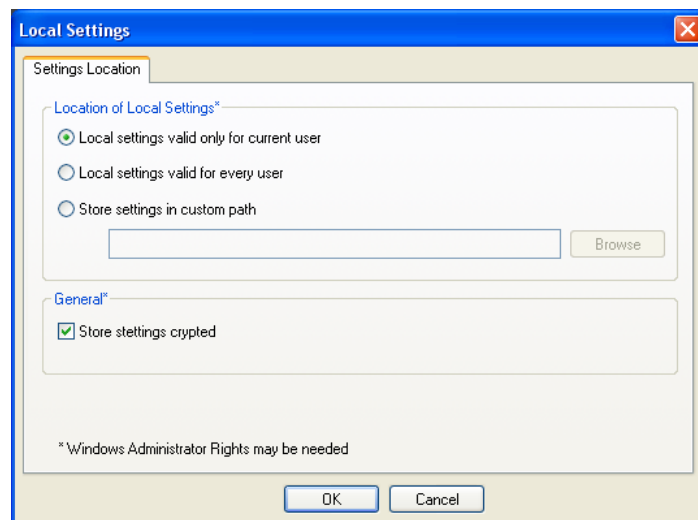 Local Settings
Settings Location
Location of Local Settings*
Local settings valid only for current user
Local settings valid for every user
Store settings in custom path
Browse
General*
Store stettings crypted
* Windows Administrator Rights may be needed
OK Cancel